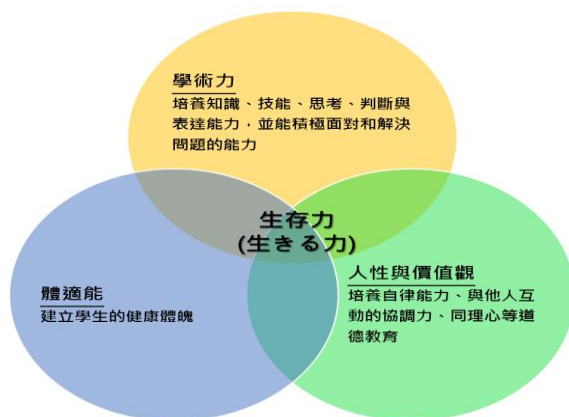 學術力
培養知識、技能、思考、判斷與
表達能力，並能積極面對和解決
問題的能力
生存力
(生きる力)
體適能
建立學生的健康體魄
人性與價值觀
培養自律能力、與他人互
動的協調力、同理心等道
德教育